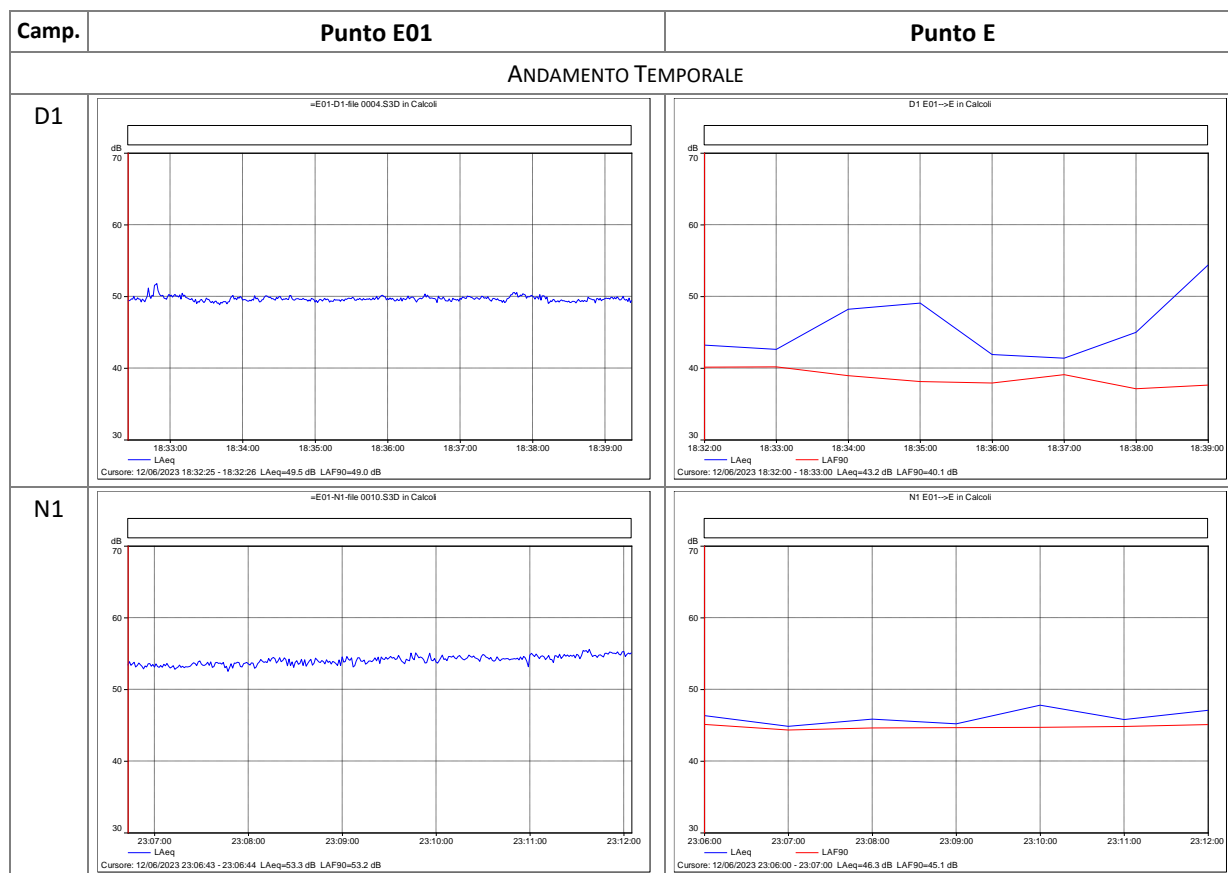 Camp. Punto E01 Punto E
ANDAMENTO TEMPORALE
D1
=E01-D1-file 0004.S3D in Calcoli
dB
70
60
50
40
30
18:33:00 18:34:00 18:35:00 18:36:00 18:37:00 18:38:00 18:39:00
LAeq
Cursore: 12/06/2023 18:32:25 - 18:32:26 LAeq=49.5 dB LAF90=49.0 dB
D1 E01-->E in Calcoli
dB
70
60
50
40
30
18:32:00 18:33:00 18:34:00 18:35:00 18:36:00 18:37:00 18:38:00 18:39:00
LAeq LAF90
Cursore: 12/06/2023 18:32:00 - 18:33:00 LAeq=43.2 dB LAF90=40.1 dB
N1
=E01-N1-file 0010.S3D in Calcoli
dB
70
60
50
40
30
23:07:00 23:08:00 23:09:00 23:10:00 23:11:00 23:12:00
LAeq
Cursore: 12/06/2023 23:06:43 - 23:06:44 LAeq=53.3 dB LAF90=53.2 dB
N1 E01-->E in Calcoli
dB
70
60
50
40
30
23:06:00 23:07:00 23:08:00 23:09:00 23:10:00 23:11:00 23:12:00
LAeq LAF90
Cursore: 12/06/2023 23:06:00 - 23:07:00 LAeq=46.3 dB LAF90=45.1 dB